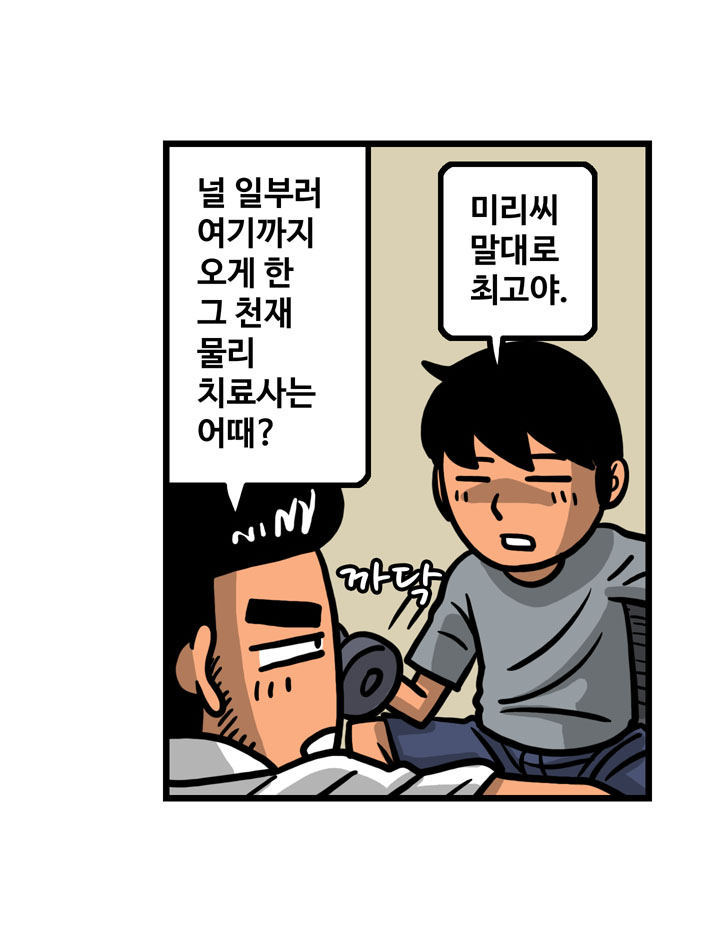 널 일부러
여기까지
오게 한
그 천재
물리
치료사는
어때?
미리씨
말대로
최고야.
까닥